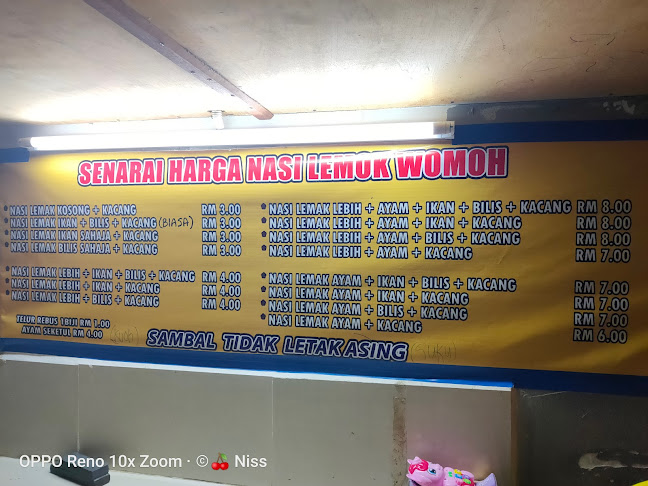 SENARAI HARGA NASI LEMUK WOMOH
* NASI LEMAK KOSONG + KACANG RM 3.00
* NASI LEMAK IKAN + BILIS + KACANG (BIASA) RM 3.00
* NASI LEMAK IKAN SAHAJA + KACANG RM 3.00
* NASI LEMAK BILIS SAHAJA + KACANG RM 3.00
* NASI LEMAK LEBIH + IKAN + BILIS + KACANG RM 4.00
* NASI LEMAK LEBIH + IKAN + KACANG RM 4.00
* NASI LEMAK LEBIH + BILIS + KACANG RM 4.00
TELUR REBUS 1BIJI RM 1.00
AYAM SEKETUL RM 4.00
* NASI LEMAK LEBIH + AYAM + IKAN + BILIS + KACANG RM 8.00
* NASI LEMAK LEBIH + AYAM + IKAN + KACANG RM 8.00
* NASI LEMAK LEBIH + AYAM + BILIS + KACANG RM 8.00
* NASI LEMAK LEBIH + AYAM + KACANG RM 7.00
* NASI LEMAK AYAM + IKAN + BILIS + KACANG RM 7.00
* NASI LEMAK AYAM + IKAN + KACANG RM 7.00
* NASI LEMAK AYAM + BILIS + KACANG RM 7.00
* NASI LEMAK AYAM + KACANG RM 6.00
SAMBAL TIDAK LETAK ASING
OPPO Reno 10x Zoom · ©🍒 Niss